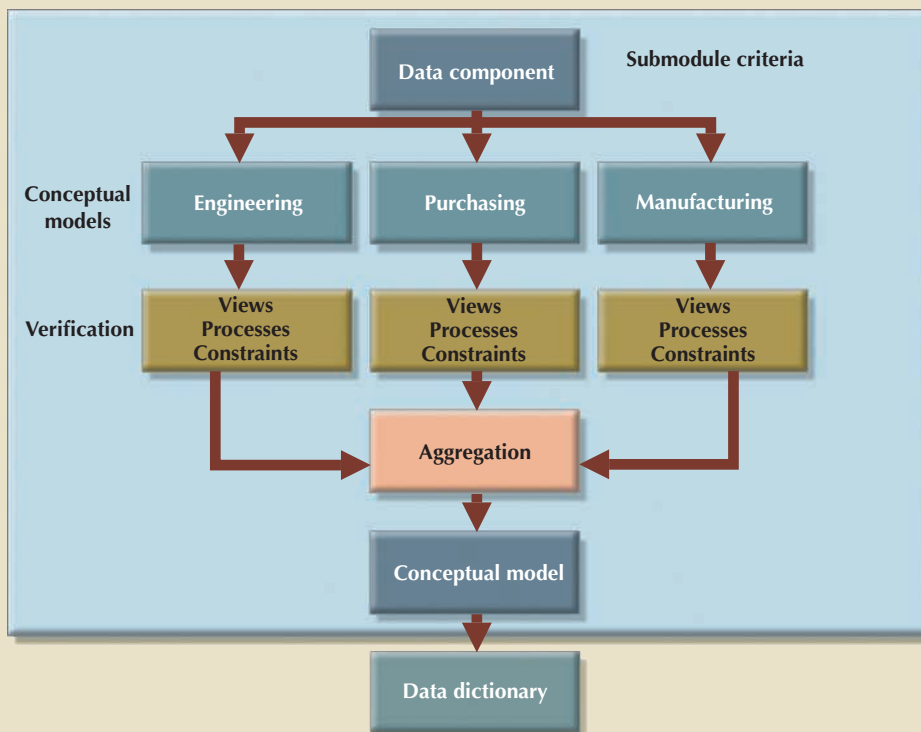 Data component
Submodule criteria
Conceptual
models
Engineering
Purchasing
Manufacturing
Verification
Views
Processes
Constraints
Views
Processes
Constraints
Views
Processes
Constraints
Aggregation
Conceptual model
Data dictionary